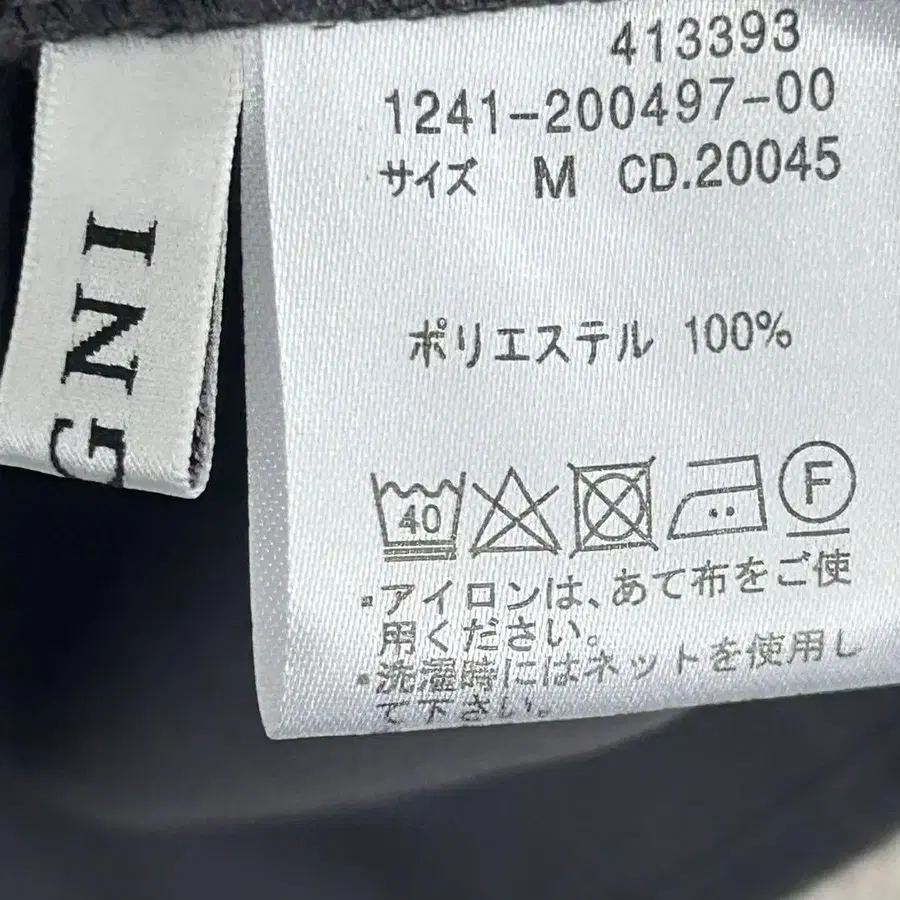 413393
1241-200497-00
サイズ M CD.20045
ポリエステル 100%
40
F
・アイロンは、あて布をご使
用ください。
・洗濯時にはネットを使用し
て下さい。
GNI